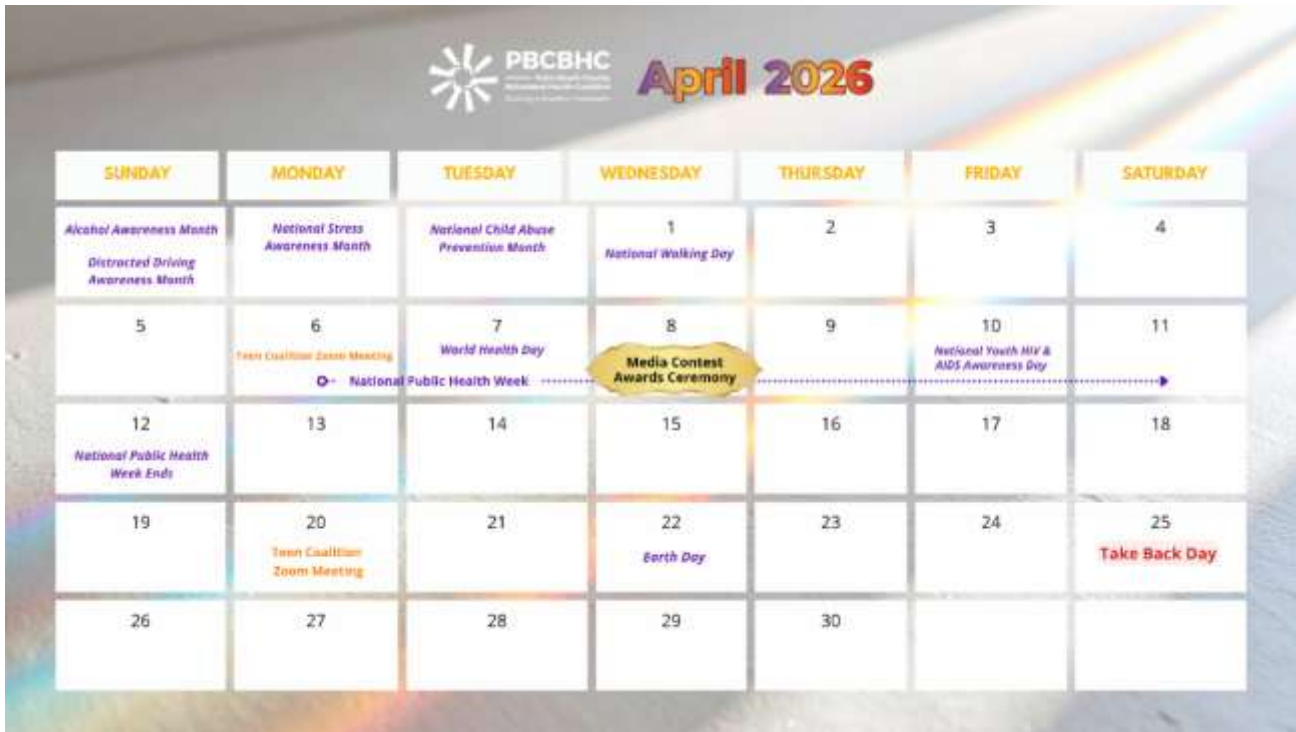 PBCBHC
April 2026
SUNDAY MONDAY TUESDAY WEDNESDAY THURSDAY FRIDAY SATURDAY
Alcohol Awareness Month
Distracted Driving
Awareness Month
National Stress
Awareness Month
National Child Abuse
Prevention Month
1
National Walking Day
2
3
4
5
6
Teen Coalition Zoom Meeting
7
World Health Day
8
Media Contest
Awards Ceremony
9
10
National Youth HIV &
AIDS Awareness Day
11
National Public Health Week
12
National Public Health
Week Ends
13
14
15
16
17
18
19
20
Teen Coalition
Zoom Meeting
21
22
Earth Day
23
24
25
Take Back Day
26
27
28
29
30